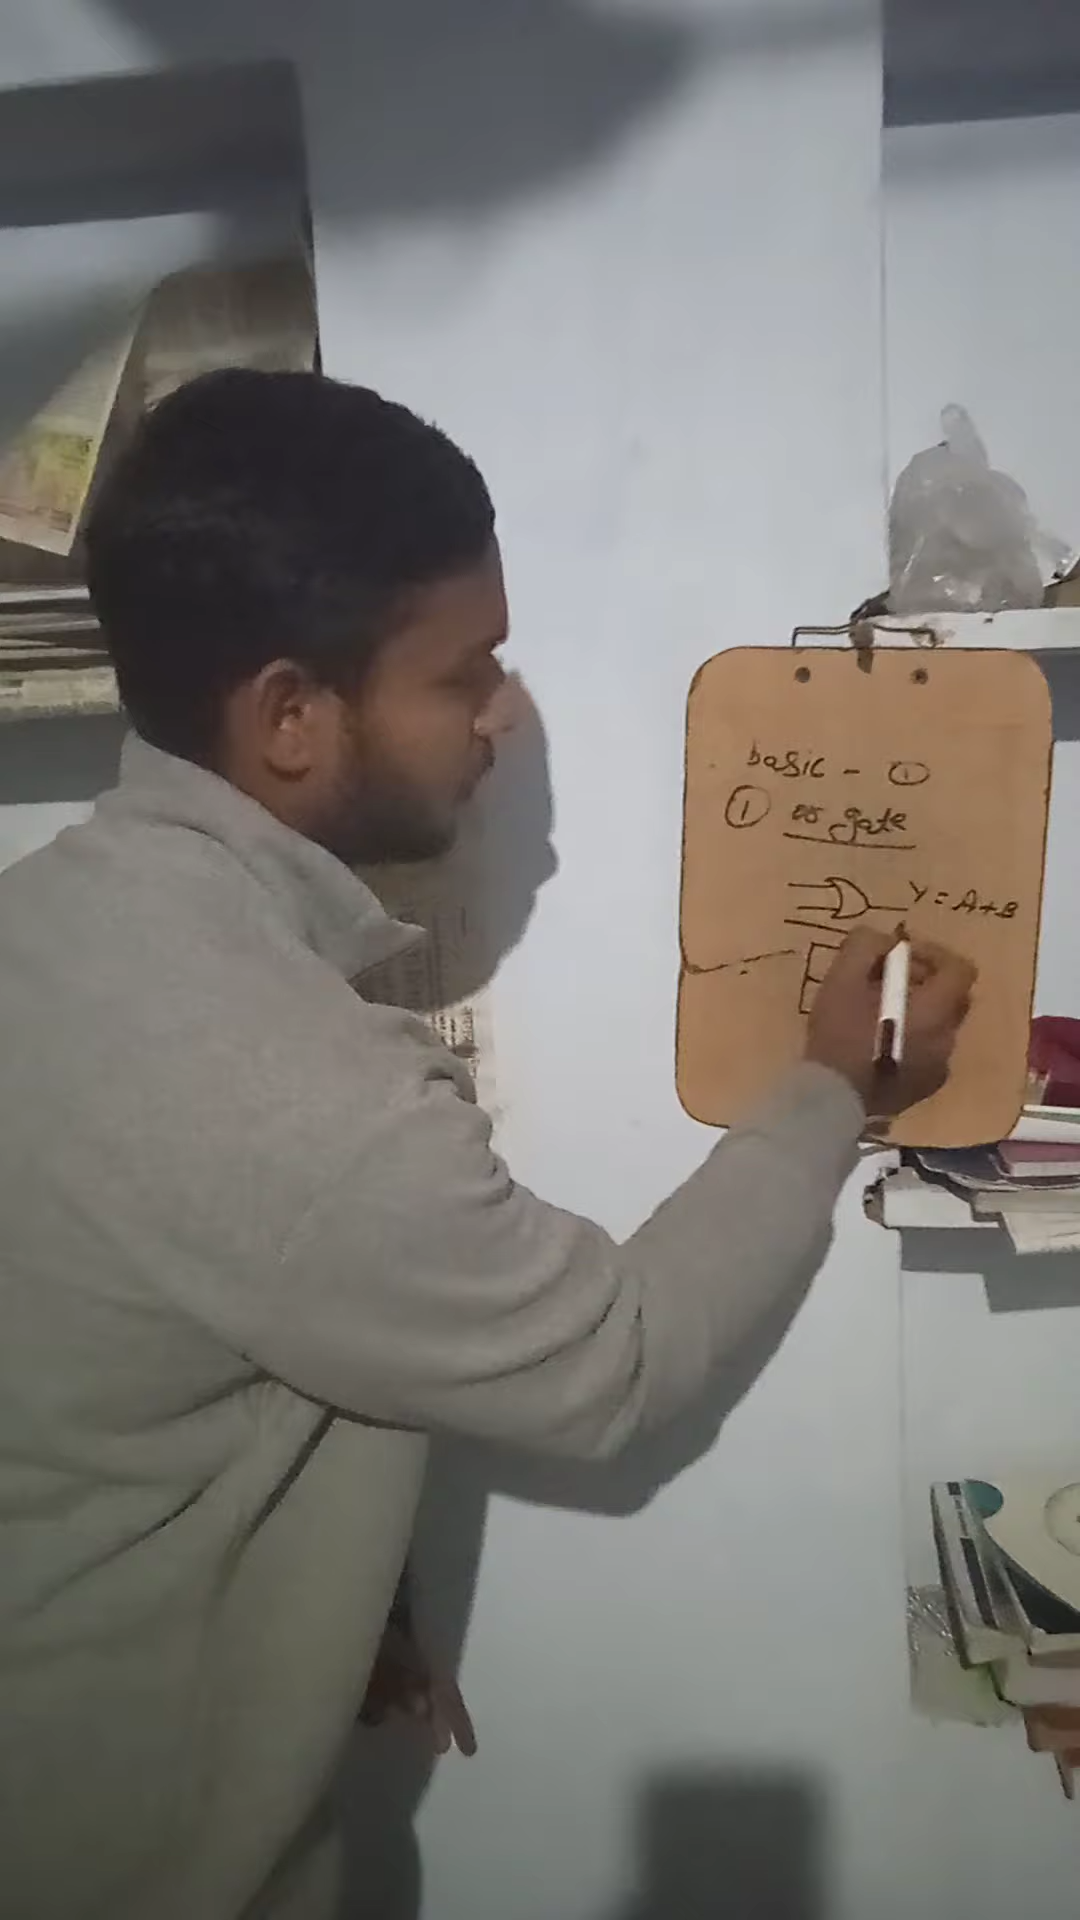 basic - ①
① or gate
Y = A+B